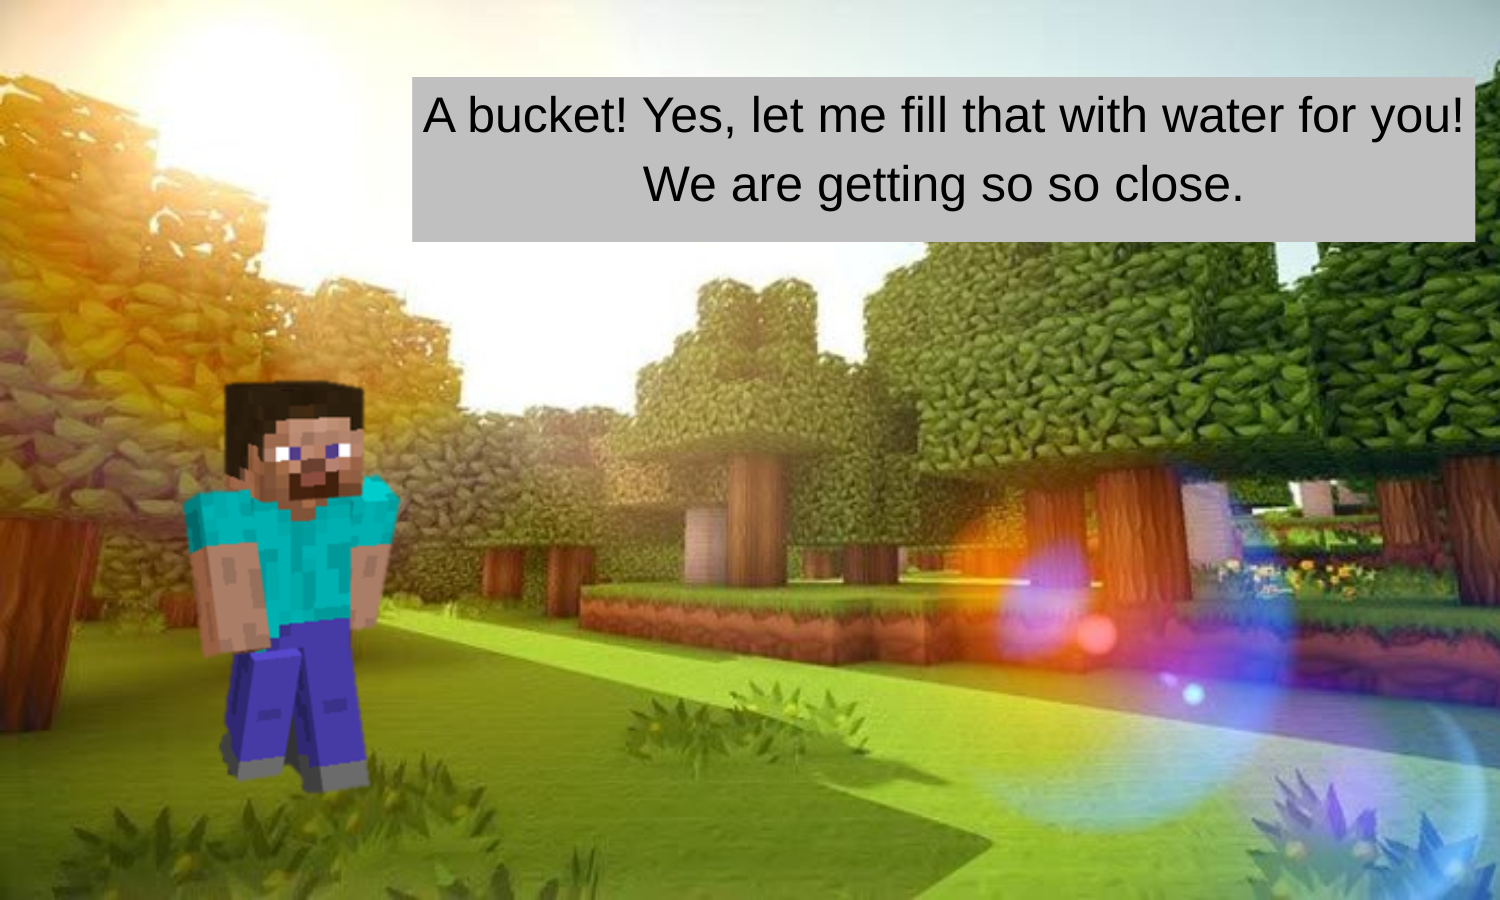 A bucket! Yes, let me fill that with water for you!
We are getting so so close.